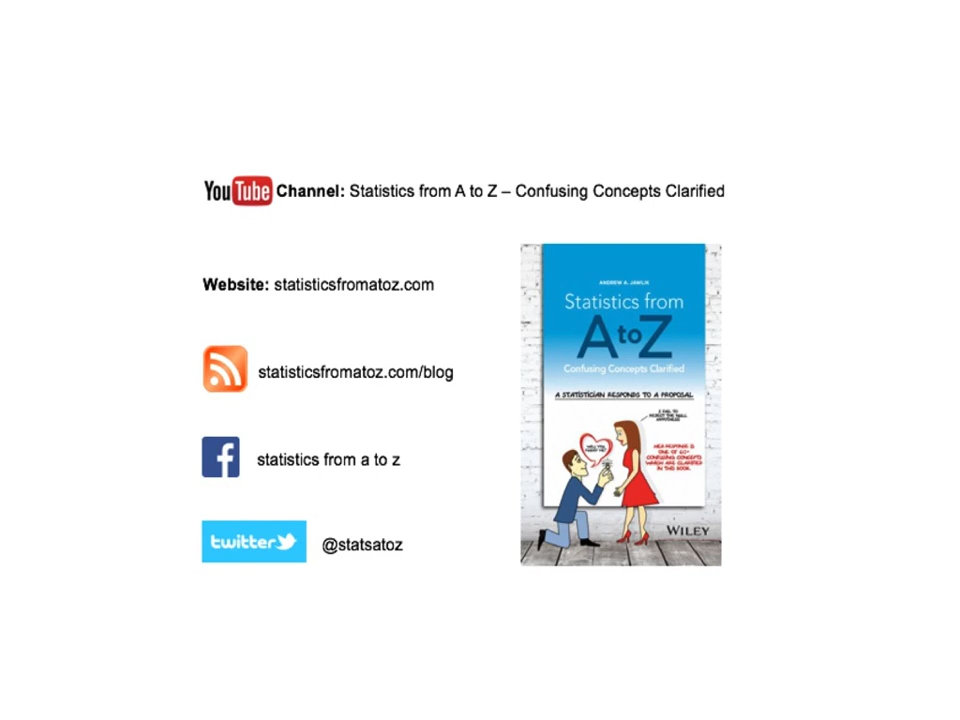 YouTube Channel: Statistics from A to Z – Confusing Concepts Clarified
Website: statisticsfromatoz.com
statisticsfromatoz.com/blog
statistics from a to z
twitter @statsatoz
ANDREW A. JAWLIK
Statistics from
A to Z
Confusing Concepts Clarified
A STATISTICIAN RESPONDS TO A PROPOSAL
I FAIL TO
REJECT THE NULL
HYPOTHESIS
WILL YOU
MARRY ME?
HER RESPONSE IS
ONE OF 60+
CONFUSING CONCEPTS
WHICH ARE CLARIFIED
IN THIS BOOK.
WILEY